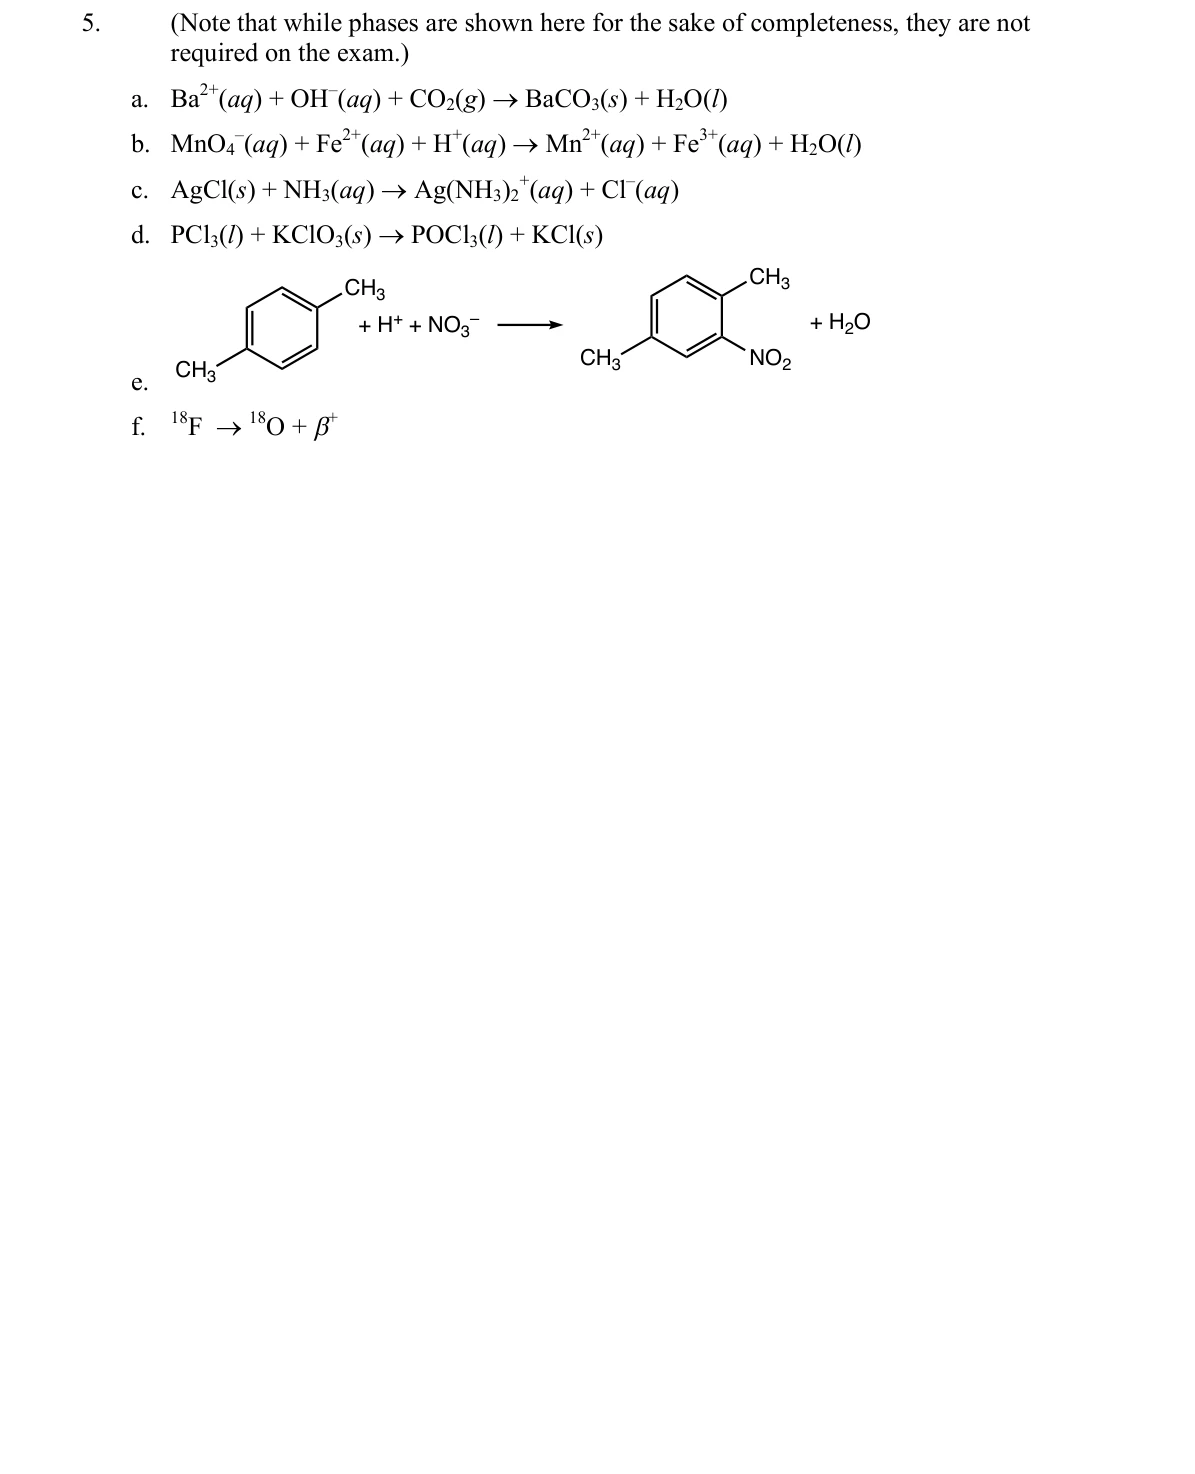 5. (Note that while phases are shown here for the sake of completeness, they are not
required on the exam.)
a. Ba²⁺(aq) + OH⁻(aq) + CO₂(g) → BaCO₃(s) + H₂O(l)
b. MnO₄⁻(aq) + Fe²⁺(aq) + H⁺(aq) → Mn²⁺(aq) + Fe³⁺(aq) + H₂O(l)
c. AgCl(s) + NH₃(aq) → Ag(NH₃)₂⁺(aq) + Cl⁻(aq)
d. PCl₃(l) + KClO₃(s) → POCl₃(l) + KCl(s)
CH₃ CH₃
+ H⁺ + NO₃⁻ ⟶ + H₂O
e. CH₃ CH₃ NO₂
f. ¹⁸F → ¹⁸O + β⁺